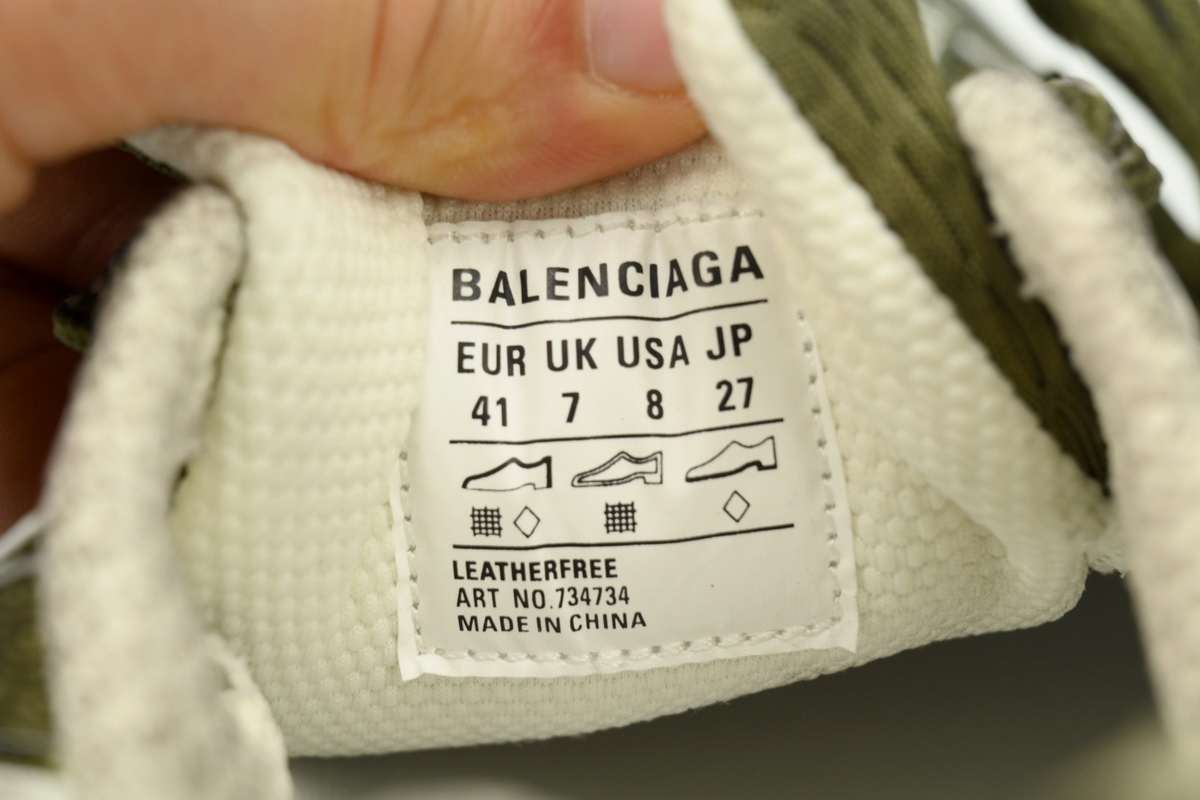 BALENCIAGA
EUR UK USA JP
41 7 8 27
LEATHERFREE
ART NO.734734
MADE IN CHINA